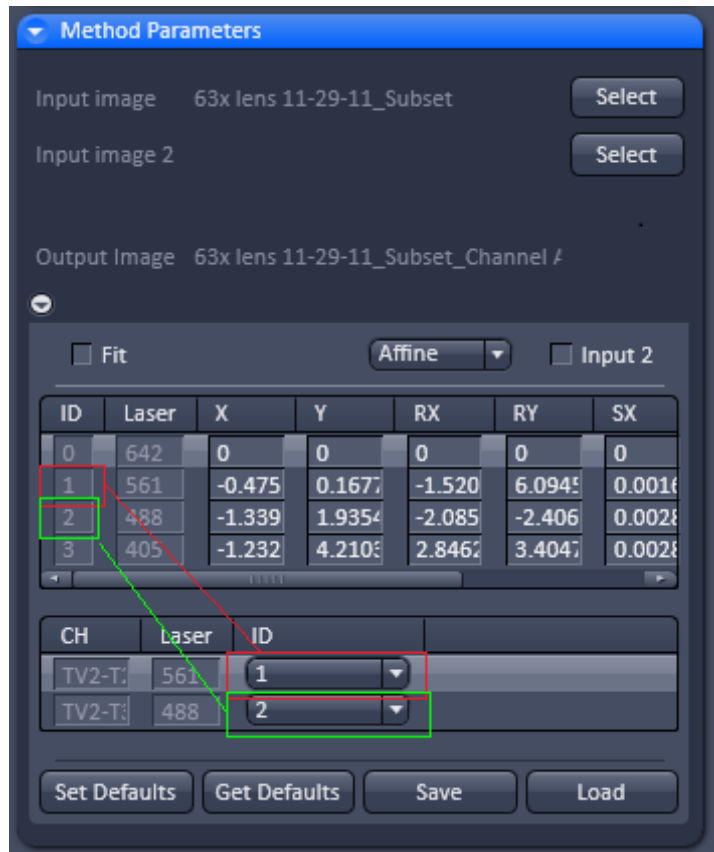 Method Parameters
Input image 63x lens 11-29-11_Subset Select
Input image 2 Select
Output Image 63x lens 11-29-11_Subset_Channel A
Fit Affine Input 2
ID Laser X Y RX RY SX
0 642 0 0 0 0 0
1 561 -0.475 0.1677 -1.520 6.0945 0.0016
2 488 -1.339 1.9354 -2.085 -2.406 0.0028
3 405 -1.232 4.2105 2.8462 3.4047 0.0028
CH Laser ID
TV2-T 561 1
TV2-T 488 2
Set Defaults Get Defaults Save Load